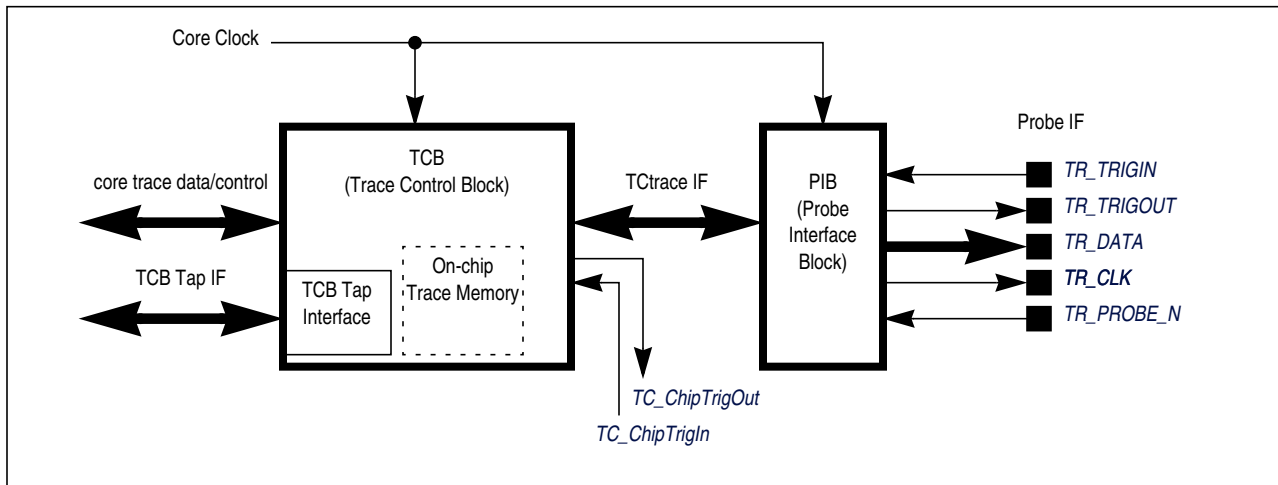 Core Clock
Probe IF
TCB
(Trace Control Block)
core trace data/control
TCtrace IF
PIB
(Probe
Interface
Block)
TR_TRIGIN
TR_TRIGOUT
TR_DATA
TR_CLK
TR_PROBE_N
TCB Tap IF
TCB Tap
Interface
On-chip
Trace Memory
TC_ChipTrigOut
TC_ChipTrigIn